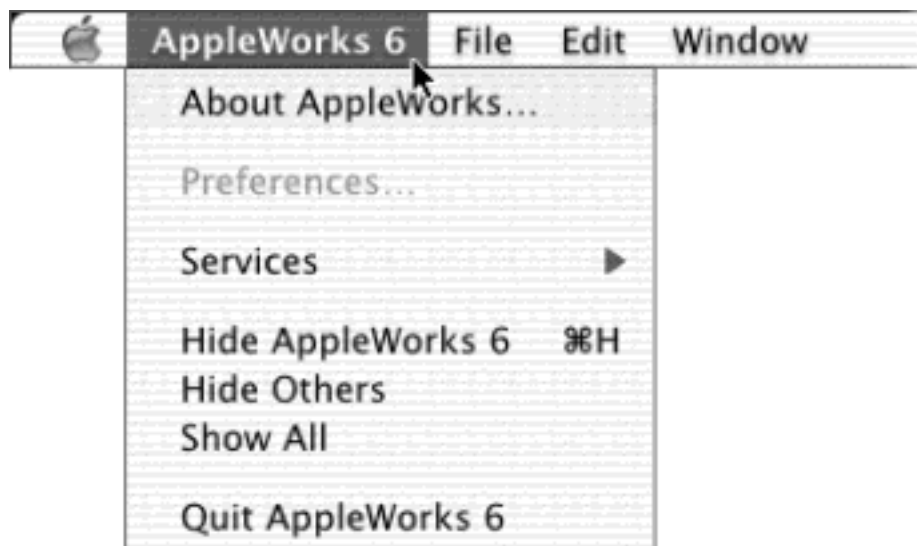 AppleWorks 6 File Edit Window
About AppleWorks...
Preferences...
Services
Hide AppleWorks 6 ⌘H
Hide Others
Show All
Quit AppleWorks 6